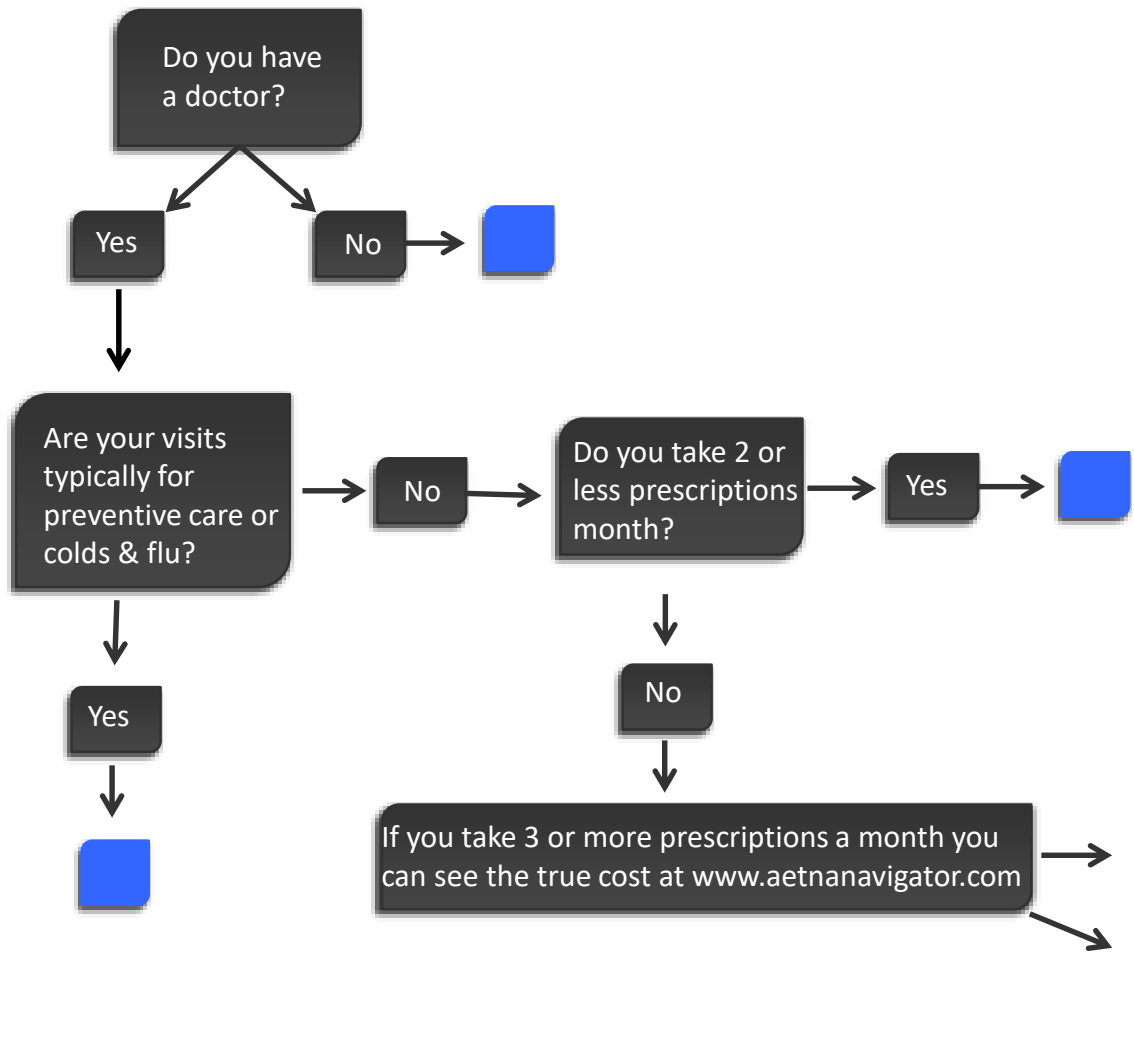 Do you have
a doctor?
Yes
No
Are your visits
typically for
preventive care or
colds & flu?
No
Do you take 2 or
less prescriptions
month?
Yes
Yes
No
If you take 3 or more prescriptions a month you
can see the true cost at www.aetnanavigator.com